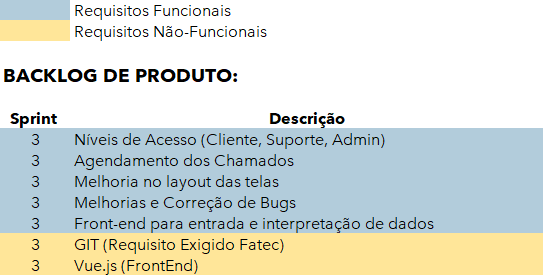 Requisitos Funcionais
Requisitos Não-Funcionais
BACKLOG DE PRODUTO:
Sprint Descrição
3 Níveis de Acesso (Cliente, Suporte, Admin)
3 Agendamento dos Chamados
3 Melhoria no layout das telas
3 Melhorias e Correção de Bugs
3 Front-end para entrada e interpretação de dados
3 GIT (Requisito Exigido Fatec)
3 Vue.js (FrontEnd)